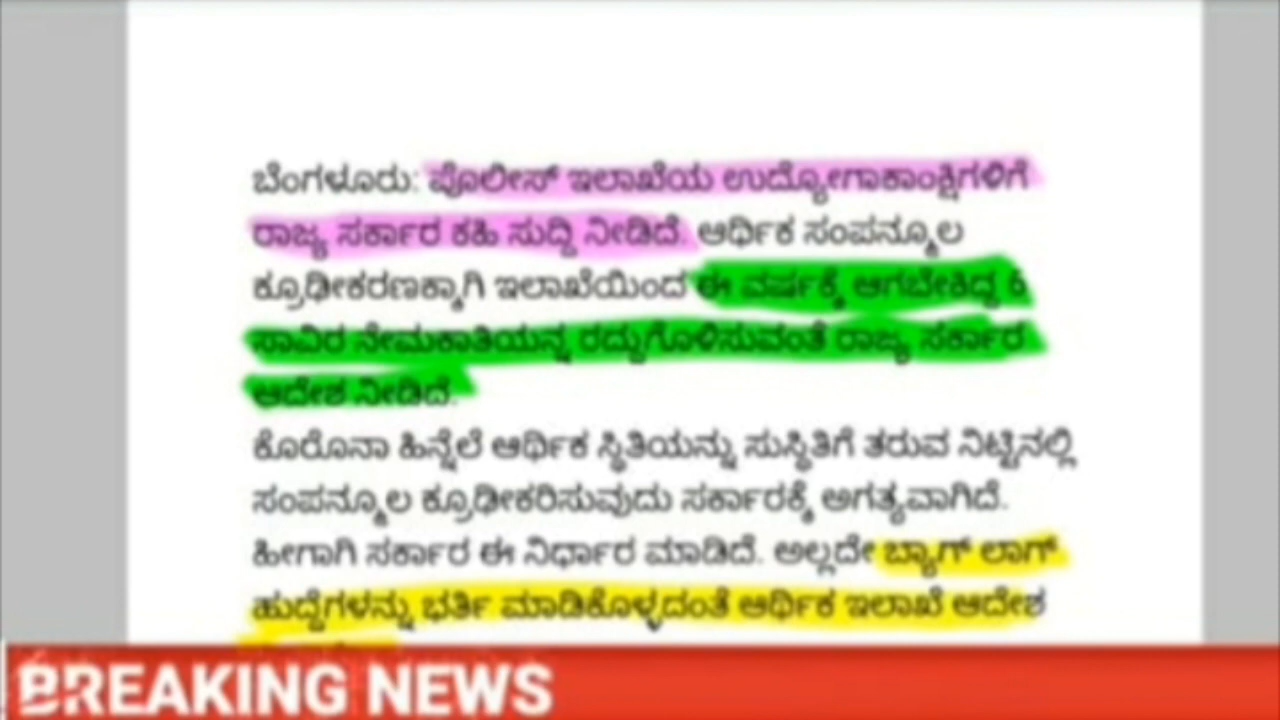 ಬೆಂಗಳೂರು: ಪೊಲೀಸ್ ಇಲಾಖೆಯ ಉದ್ಯೋಗಾಕಾಂಕ್ಷಿಗಳಿಗೆ
ರಾಜ್ಯ ಸರ್ಕಾರ ಕಹಿ ಸುದ್ದಿ ನೀಡಿದೆ. ಆರ್ಥಿಕ ಸಂಪನ್ಮೂಲ
ಕ್ರೂಢೀಕರಣಕ್ಕಾಗಿ ಇಲಾಖೆಯಿಂದ ಈ ವರ್ಷಕ್ಕೆ ಆಗಬೇಕಿದ್ದ 6
ಸಾವಿರ ನೇಮಕಾತಿಯನ್ನ ರದ್ದುಗೊಳಿಸುವಂತೆ ರಾಜ್ಯ ಸರ್ಕಾರ
ಆದೇಶ ನೀಡಿದೆ.
ಕೊರೊನಾ ಹಿನ್ನೆಲೆ ಆರ್ಥಿಕ ಸ್ಥಿತಿಯನ್ನು ಸುಸ್ಥಿತಿಗೆ ತರುವ ನಿಟ್ಟಿನಲ್ಲಿ
ಸಂಪನ್ಮೂಲ ಕ್ರೂಢೀಕರಿಸುವುದು ಸರ್ಕಾರಕ್ಕೆ ಅಗತ್ಯವಾಗಿದೆ.
ಹೀಗಾಗಿ ಸರ್ಕಾರ ಈ ನಿರ್ಧಾರ ಮಾಡಿದೆ. ಅಲ್ಲದೇ ಬ್ಯಾಗ್ ಲಾಗ್
ಹುದ್ದೆಗಳನ್ನು ಭರ್ತಿ ಮಾಡಿಕೊಳ್ಳದಂತೆ ಆರ್ಥಿಕ ಇಲಾಖೆ ಆದೇಶ
BREAKING NEWS